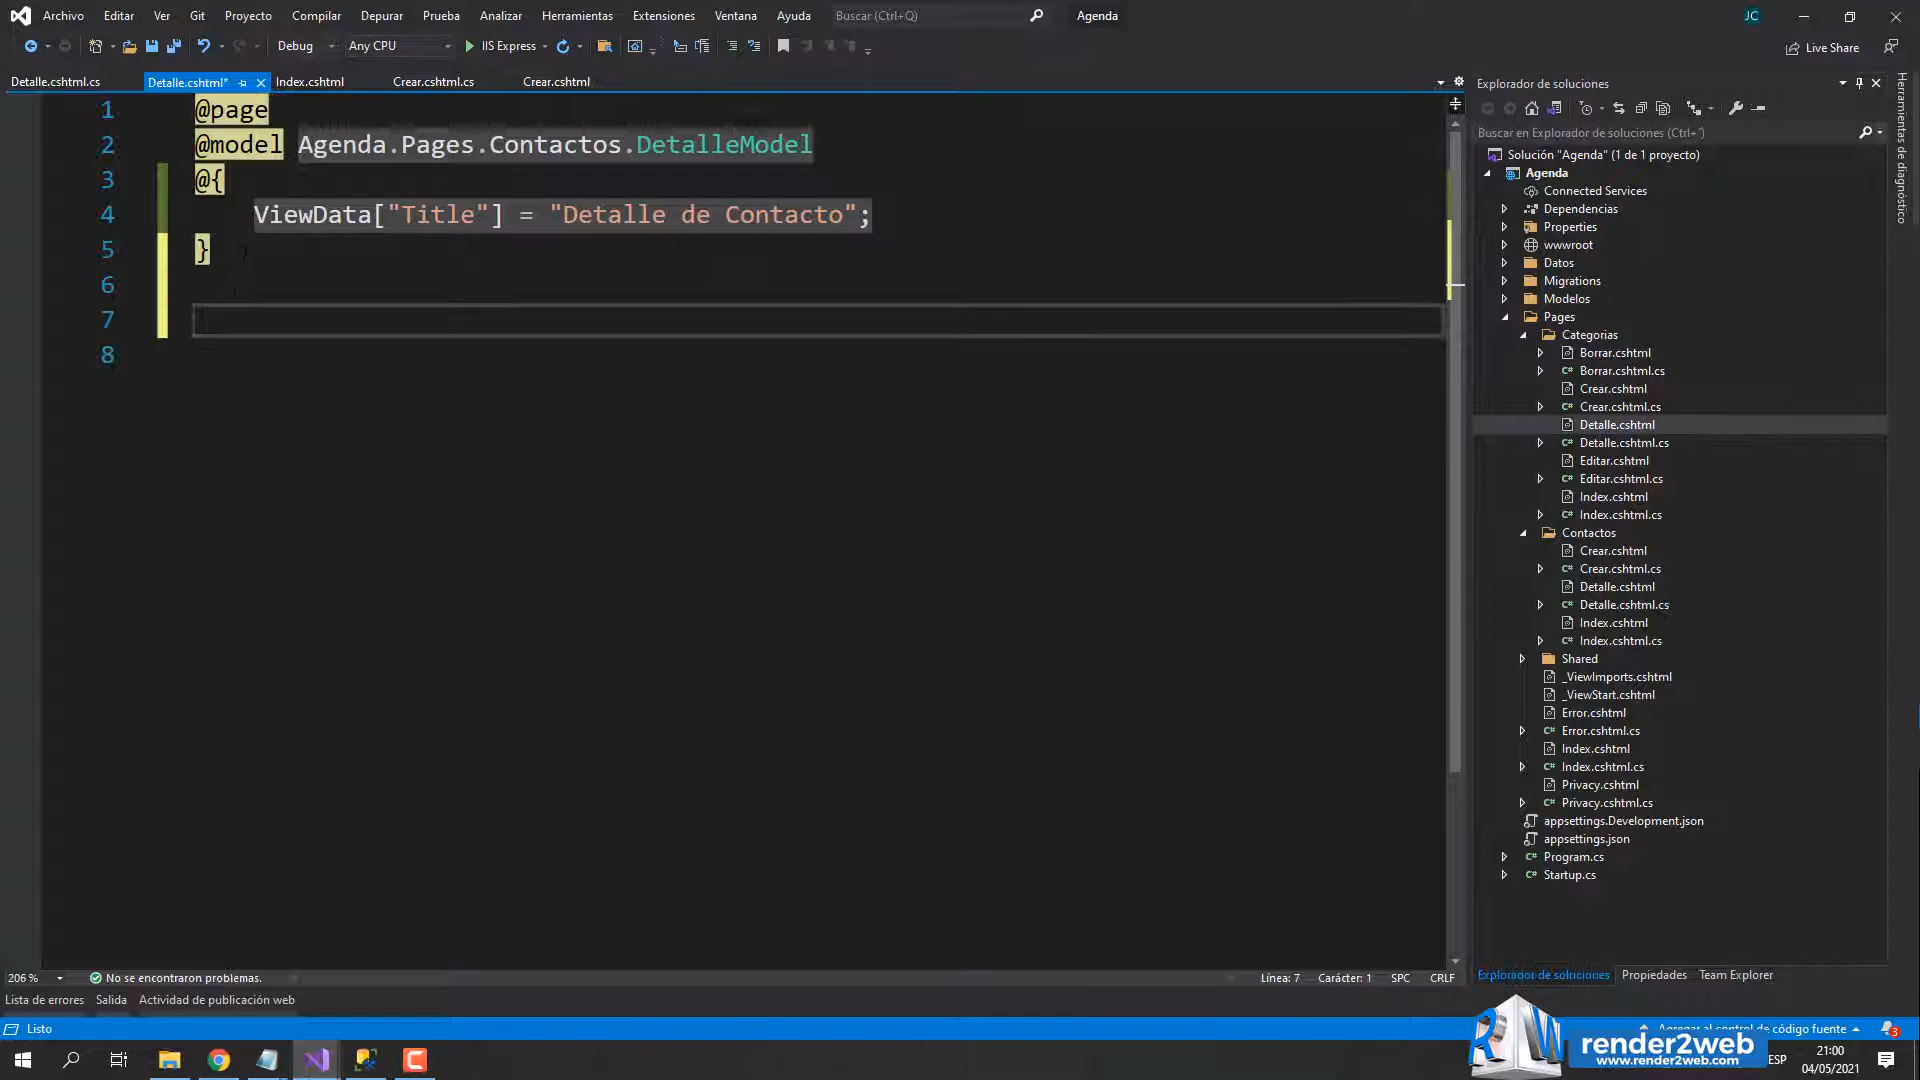 Archivo Editar Ver Git Proyecto Compilar Depurar Prueba Analizar Herramientas Extensiones Ventana Ayuda Buscar (Ctrl+Q) Agenda JC
Debug Any CPU IIS Express Live Share
Detalle.cshtml.cs Detalle.cshtml* Index.cshtml Crear.cshtml.cs Crear.cshtml
1 @page
2 @model Agenda.Pages.Contactos.DetalleModel
3 @{
4 ViewData["Title"] = "Detalle de Contacto";
5 }
6
7
8
Explorador de soluciones
Buscar en Explorador de soluciones (Ctrl+´)
Solución "Agenda" (1 de 1 proyecto)
Agenda
Connected Services
Dependencias
Properties
wwwroot
Datos
Migrations
Modelos
Pages
Categorias
Borrar.cshtml
Borrar.cshtml.cs
Crear.cshtml
Crear.cshtml.cs
Detalle.cshtml
Detalle.cshtml.cs
Editar.cshtml
Editar.cshtml.cs
Index.cshtml
Index.cshtml.cs
Contactos
Crear.cshtml
Crear.cshtml.cs
Detalle.cshtml
Detalle.cshtml.cs
Index.cshtml
Index.cshtml.cs
Shared
_ViewImports.cshtml
_ViewStart.cshtml
Error.cshtml
Error.cshtml.cs
Index.cshtml
Index.cshtml.cs
Privacy.cshtml
Privacy.cshtml.cs
appsettings.Development.json
appsettings.json
Program.cs
Startup.cs
Herramientas de diagnóstico
206 % No se encontraron problemas. Línea: 7 Carácter: 1 SPC CRLF
Explorador de soluciones Propiedades Team Explorer
Lista de errores Salida Actividad de publicación web
Listo Agregar al control de código fuente 3
R2W render2web
www.render2web.com
ESP 21:00
04/05/2021